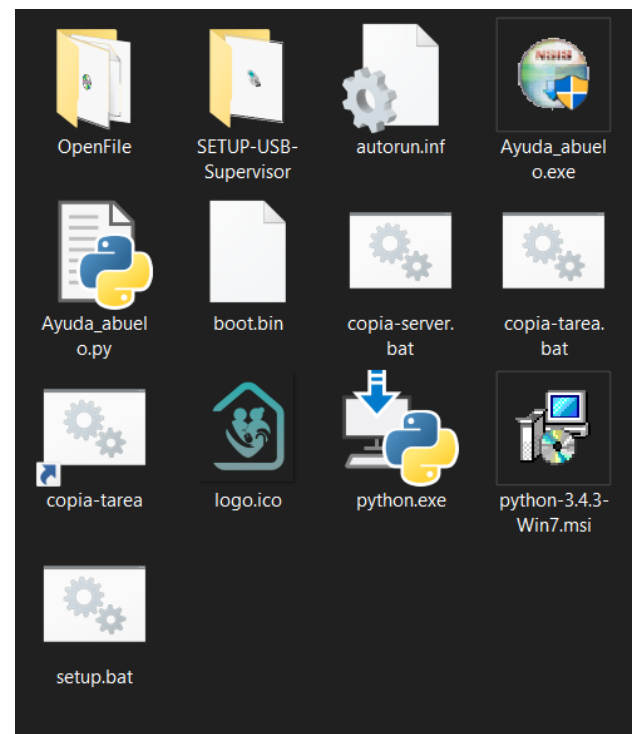 NSIS
OpenFile
SETUP-USB-
Supervisor
autorun.inf
Ayuda_abuel
o.exe
Ayuda_abuel
o.py
boot.bin
copia-server.
bat
copia-tarea.
bat
copia-tarea
logo.ico
python.exe
python-3.4.3-
Win7.msi
setup.bat